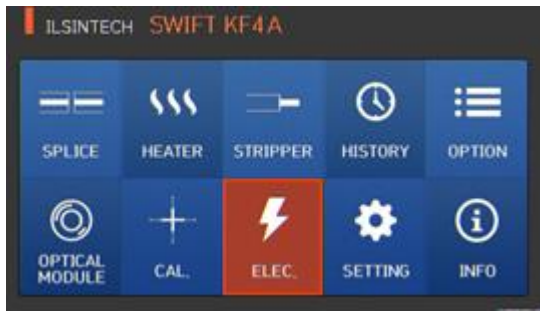 ILSINTECH SWIFT KF4A
SPLICE HEATER STRIPPER HISTORY OPTION
OPTICAL
MODULE CAL. ELEC. SETTING INFO